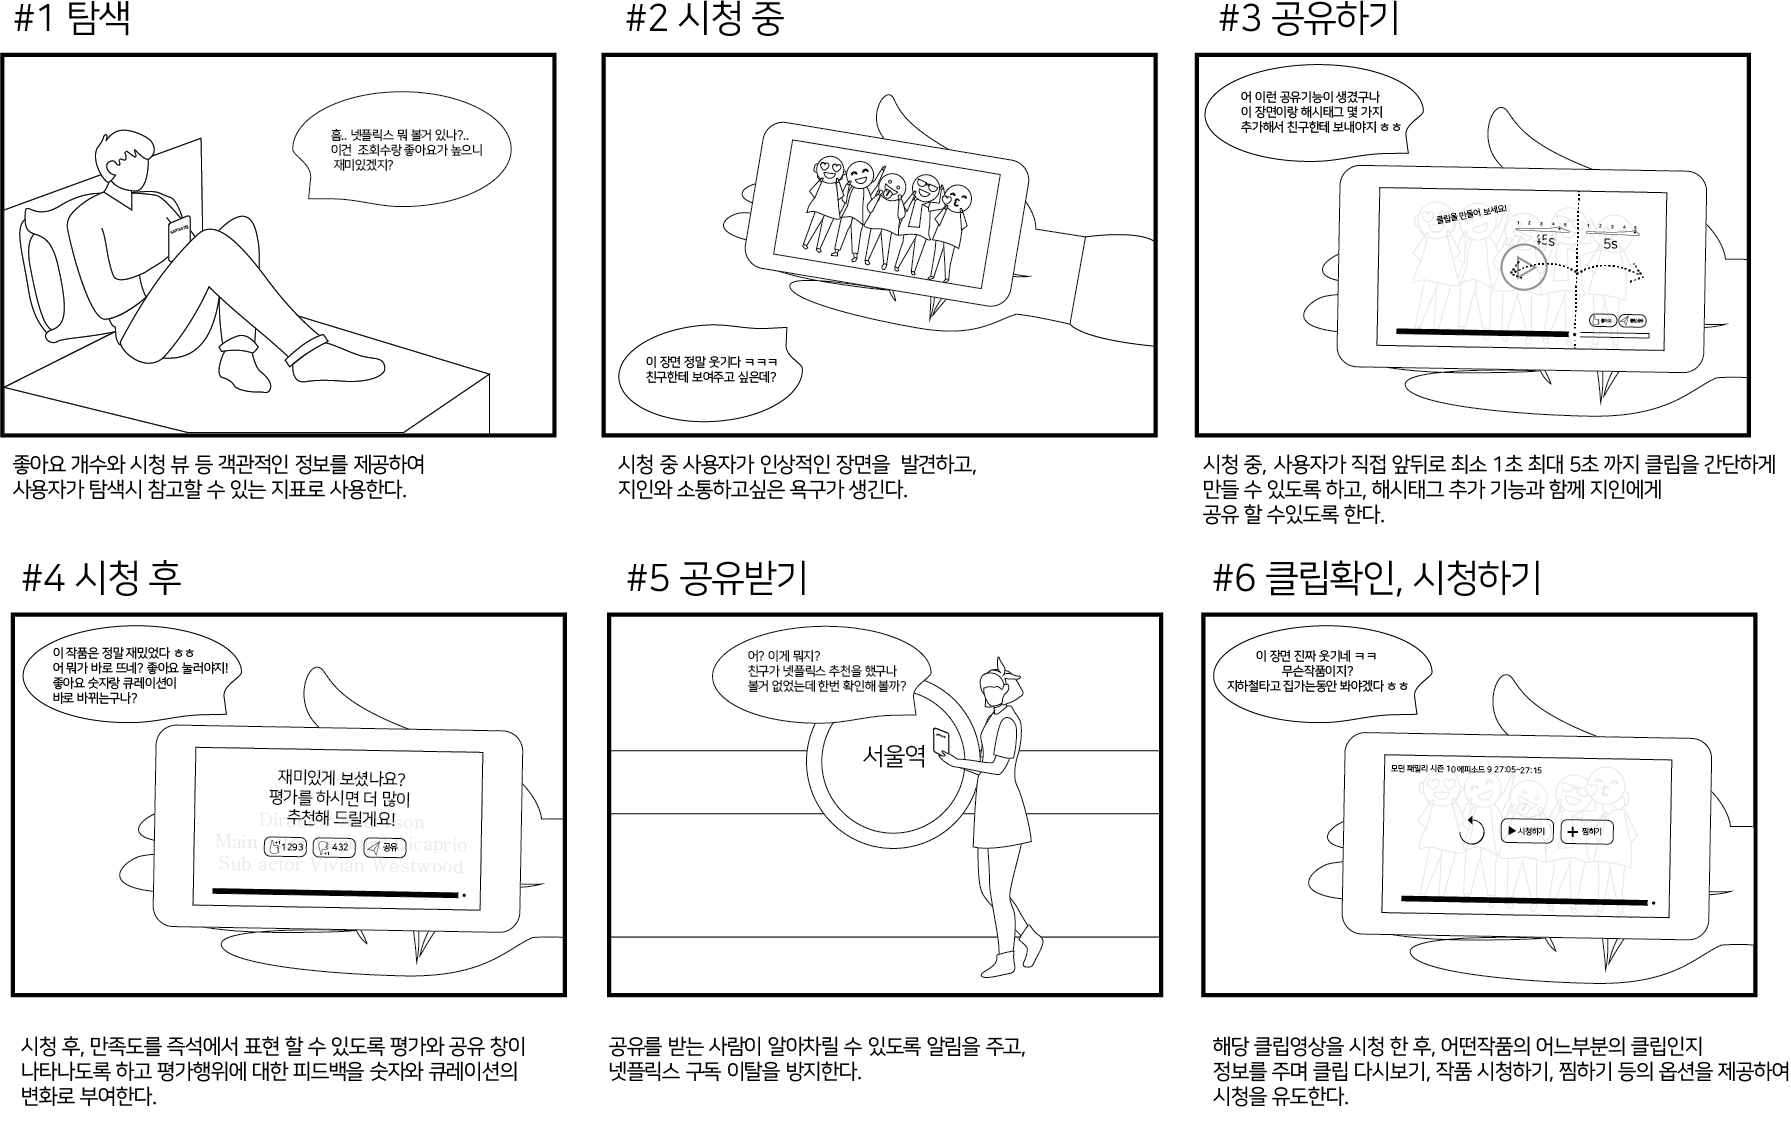 #1 탐색
흠.. 넷플릭스 뭐 볼거 있나?..
이건 조회수랑 좋아요가 높으니
재미있겠지?
좋아요 개수와 시청 뷰 등 객관적인 정보를 제공하여
사용자가 탐색시 참고할 수 있는 지표로 사용한다.
#2 시청 중
이 장면 정말 웃기다 ㅋㅋㅋ
친구한테 보여주고 싶은데?
시청 중 사용자가 인상적인 장면을 발견하고,
지인와 소통하고싶은 욕구가 생긴다.
#3 공유하기
어 이런 공유기능이 생겼구나
이 장면이랑 해시태그 몇 가지
추가해서 친구한테 보내야지 ㅎㅎ
클립을 만들어 보세요!
1 2 3 4 5
1 2 3 4 5
5s
시청 중, 사용자가 직접 앞뒤로 최소 1초 최대 5초 까지 클립을 간단하게
만들 수 있도록 하고, 해시태그 추가 기능과 함께 지인에게
공유 할 수있도록 한다.
#4 시청 후
이 작품은 정말 재밌었다 ㅎㅎ
어 뭐가 바로 뜨네? 좋아요 눌러야지!
좋아요 숫자랑 큐레이션이
바로 바뀌는구나?
재미있게 보셨나요?
평가를 하시면 더 많이
추천해 드릴게요!
1293 432 공유
Sub actor Vivian Westwood
시청 후, 만족도를 즉석에서 표현 할 수 있도록 평가와 공유 창이
나타나도록 하고 평가행위에 대한 피드백을 숫자와 큐레이션의
변화로 부여한다.
#5 공유받기
어? 이게 뭐지?
친구가 넷플릭스 추천을 했구나
볼거 없었는데 한번 확인해 볼까?
서울역
공유를 받는 사람이 알아차릴 수 있도록 알림을 주고,
넷플릭스 구독 이탈을 방지한다.
#6 클립확인, 시청하기
이 장면 진짜 웃기네 ㅋㅋ
무슨작품이지?
지하철타고 집가는동안 봐야겠다 ㅎㅎ
모던 패밀리 시즌 10 에피소드 9 27:05~27:15
시청하기 찜하기
해당 클립영상을 시청 한 후, 어떤작품의 어느부분의 클립인지
정보를 주며 클립 다시보기, 작품 시청하기, 찜하기 등의 옵션을 제공하여
시청을 유도한다.